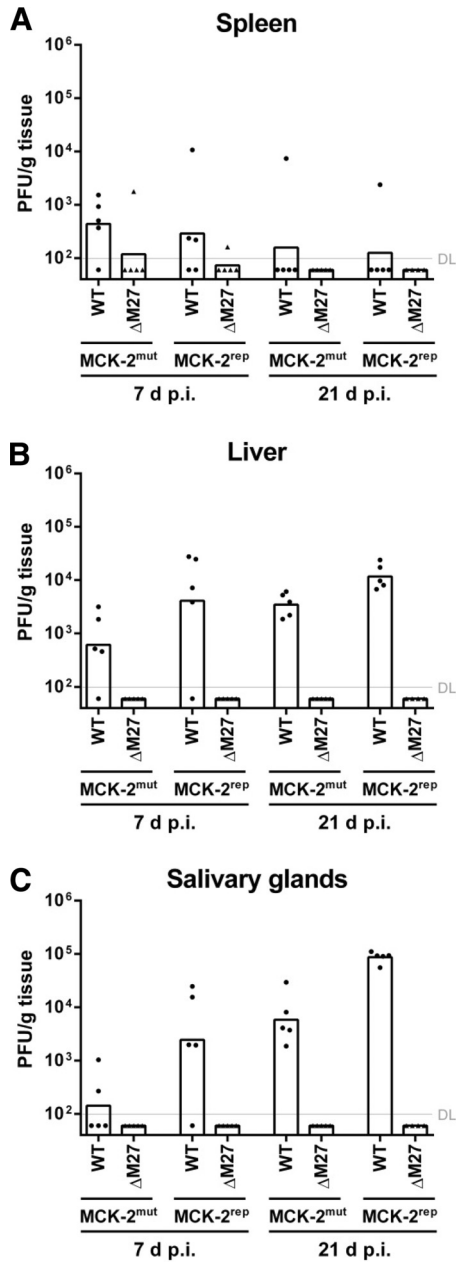 A
Spleen
PFU/g tissue
10⁶
10⁵
10⁴
10³
10²
DL
WT ΔM27 WT ΔM27 WT ΔM27 WT ΔM27
MCK-2ᵐᵘᵗ MCK-2ʳᵉᵖ MCK-2ᵐᵘᵗ MCK-2ʳᵉᵖ
7 d p.i. 21 d p.i.
B
Liver
PFU/g tissue
10⁶
10⁵
10⁴
10³
10²
DL
WT ΔM27 WT ΔM27 WT ΔM27 WT ΔM27
MCK-2ᵐᵘᵗ MCK-2ʳᵉᵖ MCK-2ᵐᵘᵗ MCK-2ʳᵉᵖ
7 d p.i. 21 d p.i.
C
Salivary glands
PFU/g tissue
10⁶
10⁵
10⁴
10³
10²
DL
WT ΔM27 WT ΔM27 WT ΔM27 WT ΔM27
MCK-2ᵐᵘᵗ MCK-2ʳᵉᵖ MCK-2ᵐᵘᵗ MCK-2ʳᵉᵖ
7 d p.i. 21 d p.i.